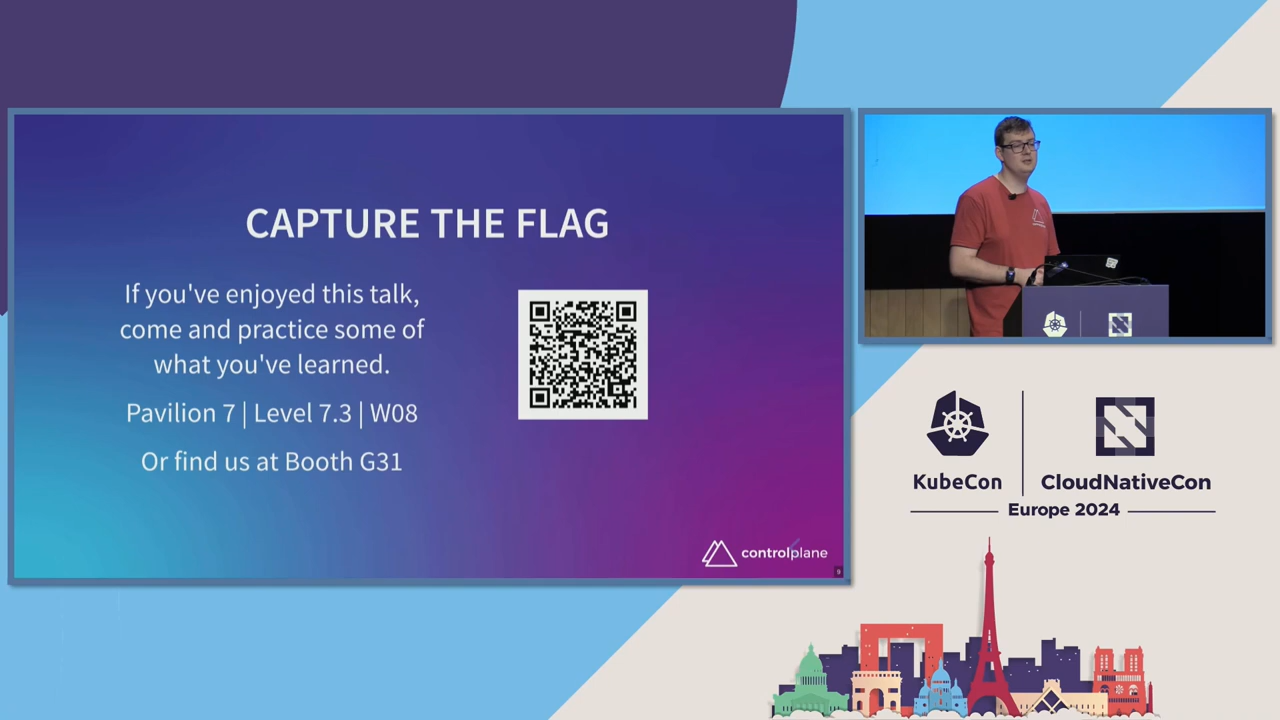 CAPTURE THE FLAG
If you've enjoyed this talk,
come and practice some of
what you've learned.
Pavilion 7 | Level 7.3 | W08
Or find us at Booth G31
controlplane
9
KubeCon
CloudNativeCon
Europe 2024